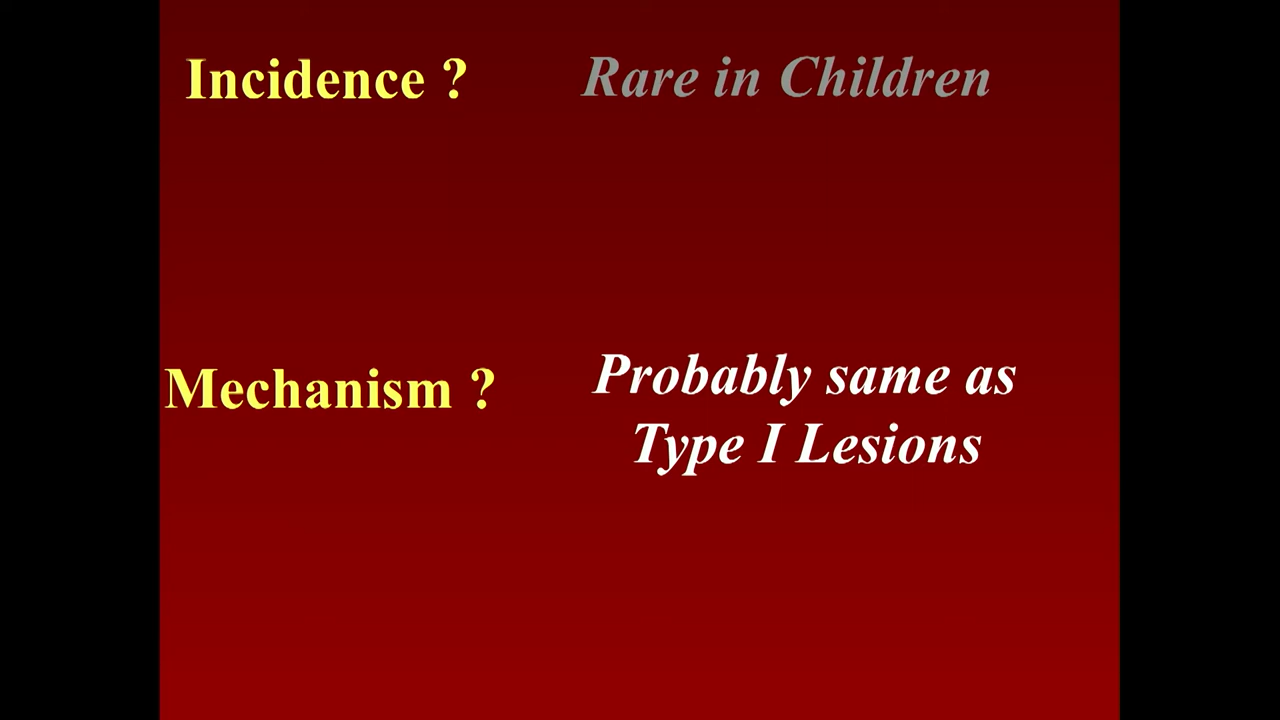 Incidence ? Rare in Children
Mechanism ? Probably same as
Type I Lesions